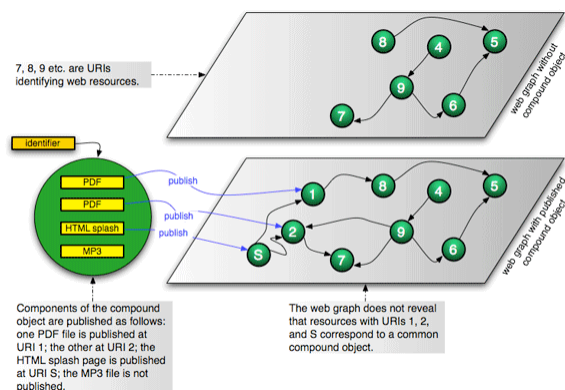 8
4
5
9
7
6
7, 8, 9 etc. are URIs
identifying web resources.
web graph without
compound object
identifier
PDF
PDF
HTML splash
MP3
publish
publish
publish
1
8
4
5
2
9
S
7
6
web graph with published
compound object
Components of the compound
object are published as follows:
one PDF file is published at
URI 1; the other at URI 2; the
HTML splash page is published
at URI S; the MP3 file is not
published.
The web graph does not reveal
that resources with URIs 1, 2,
and S correspond to a common
compound object.